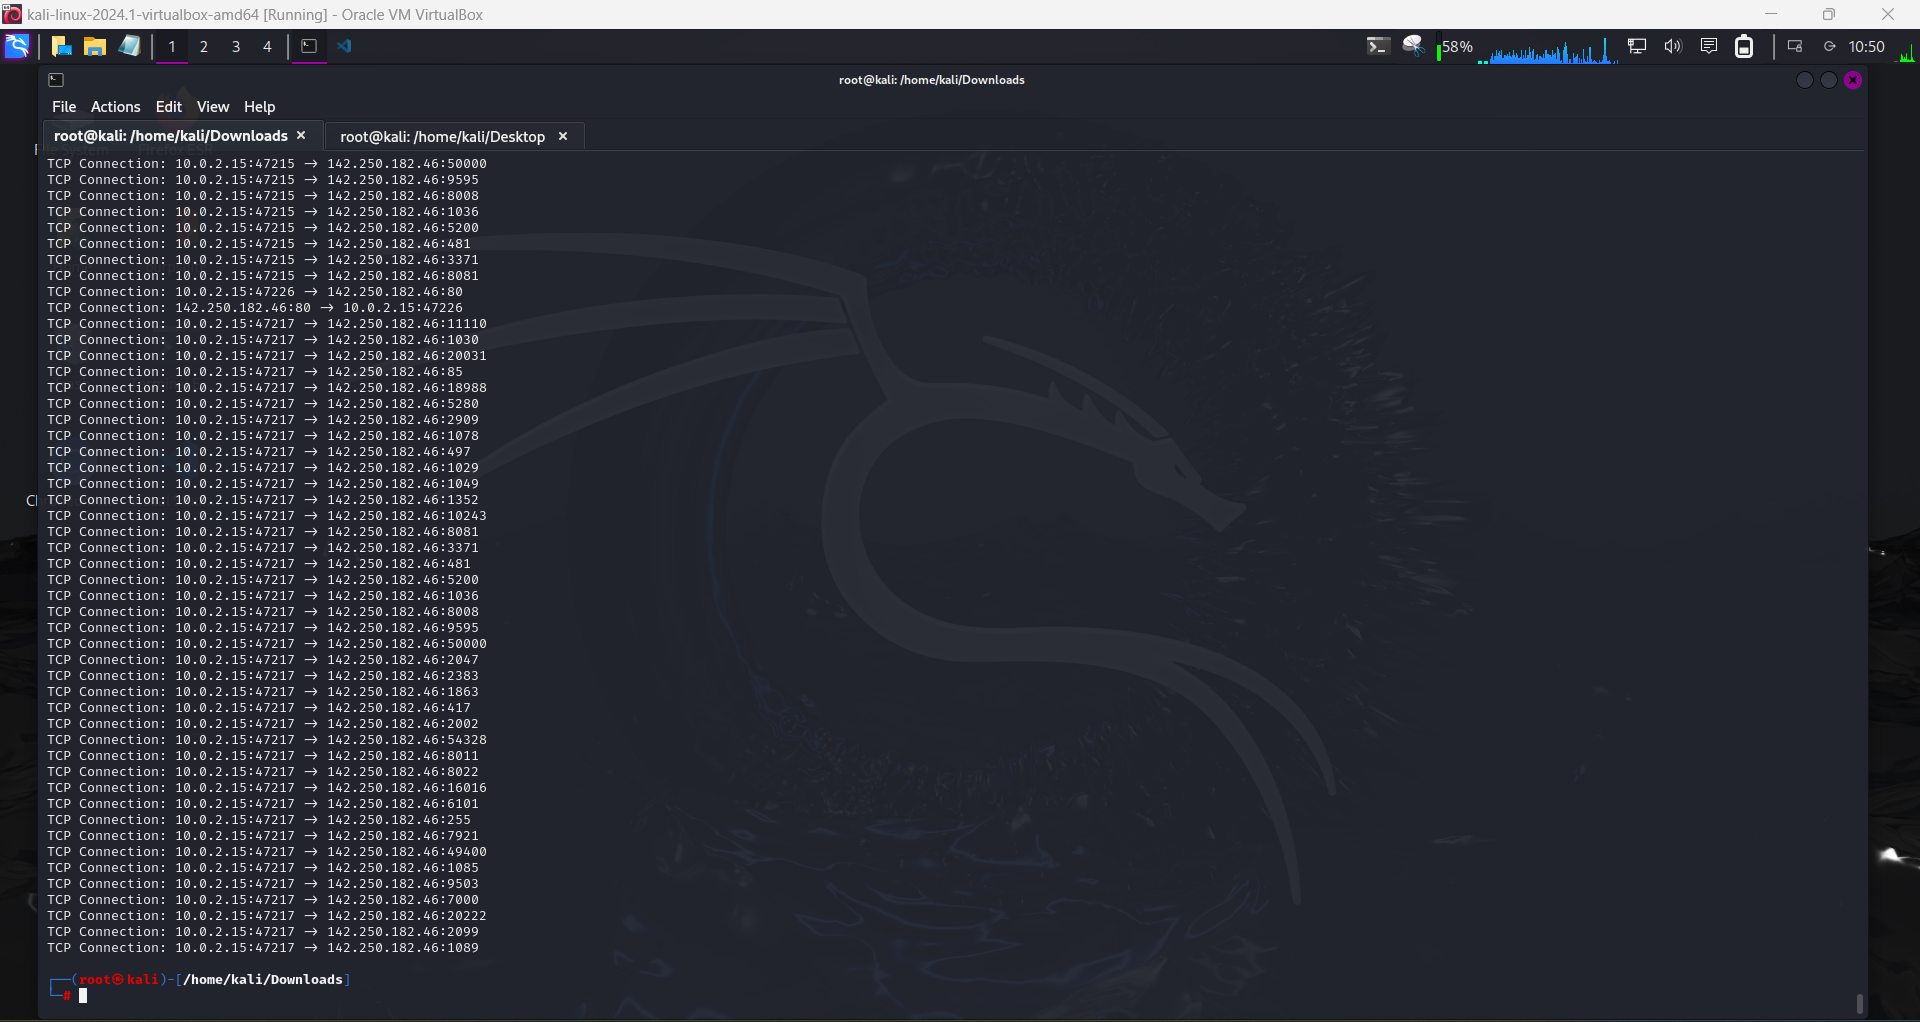 kali-linux-2024.1-virtualbox-amd64 [Running] - Oracle VM VirtualBox
1 2 3 4 58% 10:50
root@kali: /home/kali/Downloads
File Actions Edit View Help
root@kali: /home/kali/Downloads × root@kali: /home/kali/Desktop ×
TCP Connection: 10.0.2.15:47215 → 142.250.182.46:50000
TCP Connection: 10.0.2.15:47215 → 142.250.182.46:9595
TCP Connection: 10.0.2.15:47215 → 142.250.182.46:8008
TCP Connection: 10.0.2.15:47215 → 142.250.182.46:1036
TCP Connection: 10.0.2.15:47215 → 142.250.182.46:5200
TCP Connection: 10.0.2.15:47215 → 142.250.182.46:481
TCP Connection: 10.0.2.15:47215 → 142.250.182.46:3371
TCP Connection: 10.0.2.15:47215 → 142.250.182.46:8081
TCP Connection: 10.0.2.15:47226 → 142.250.182.46:80
TCP Connection: 142.250.182.46:80 → 10.0.2.15:47226
TCP Connection: 10.0.2.15:47217 → 142.250.182.46:11110
TCP Connection: 10.0.2.15:47217 → 142.250.182.46:1030
TCP Connection: 10.0.2.15:47217 → 142.250.182.46:20031
TCP Connection: 10.0.2.15:47217 → 142.250.182.46:85
TCP Connection: 10.0.2.15:47217 → 142.250.182.46:18988
TCP Connection: 10.0.2.15:47217 → 142.250.182.46:5280
TCP Connection: 10.0.2.15:47217 → 142.250.182.46:2909
TCP Connection: 10.0.2.15:47217 → 142.250.182.46:1078
TCP Connection: 10.0.2.15:47217 → 142.250.182.46:497
TCP Connection: 10.0.2.15:47217 → 142.250.182.46:1029
TCP Connection: 10.0.2.15:47217 → 142.250.182.46:1049
TCP Connection: 10.0.2.15:47217 → 142.250.182.46:1352
TCP Connection: 10.0.2.15:47217 → 142.250.182.46:10243
TCP Connection: 10.0.2.15:47217 → 142.250.182.46:8081
TCP Connection: 10.0.2.15:47217 → 142.250.182.46:3371
TCP Connection: 10.0.2.15:47217 → 142.250.182.46:481
TCP Connection: 10.0.2.15:47217 → 142.250.182.46:5200
TCP Connection: 10.0.2.15:47217 → 142.250.182.46:1036
TCP Connection: 10.0.2.15:47217 → 142.250.182.46:8008
TCP Connection: 10.0.2.15:47217 → 142.250.182.46:9595
TCP Connection: 10.0.2.15:47217 → 142.250.182.46:50000
TCP Connection: 10.0.2.15:47217 → 142.250.182.46:2047
TCP Connection: 10.0.2.15:47217 → 142.250.182.46:2383
TCP Connection: 10.0.2.15:47217 → 142.250.182.46:1863
TCP Connection: 10.0.2.15:47217 → 142.250.182.46:417
TCP Connection: 10.0.2.15:47217 → 142.250.182.46:2002
TCP Connection: 10.0.2.15:47217 → 142.250.182.46:54328
TCP Connection: 10.0.2.15:47217 → 142.250.182.46:8011
TCP Connection: 10.0.2.15:47217 → 142.250.182.46:8022
TCP Connection: 10.0.2.15:47217 → 142.250.182.46:16016
TCP Connection: 10.0.2.15:47217 → 142.250.182.46:6101
TCP Connection: 10.0.2.15:47217 → 142.250.182.46:255
TCP Connection: 10.0.2.15:47217 → 142.250.182.46:7921
TCP Connection: 10.0.2.15:47217 → 142.250.182.46:49400
TCP Connection: 10.0.2.15:47217 → 142.250.182.46:1085
TCP Connection: 10.0.2.15:47217 → 142.250.182.46:9503
TCP Connection: 10.0.2.15:47217 → 142.250.182.46:7000
TCP Connection: 10.0.2.15:47217 → 142.250.182.46:20222
TCP Connection: 10.0.2.15:47217 → 142.250.182.46:2099
TCP Connection: 10.0.2.15:47217 → 142.250.182.46:1089
┌──(root㉿kali)-[/home/kali/Downloads]
└─#